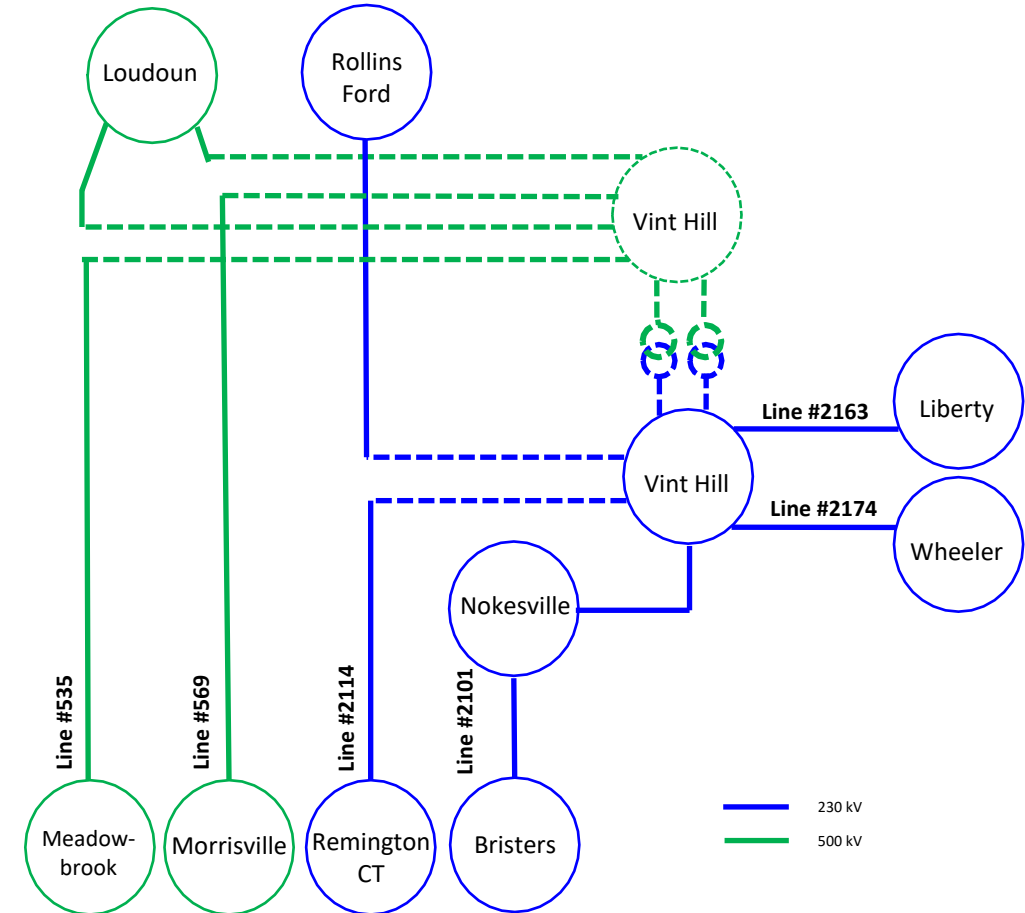 Loudoun
Rollins
Ford
Vint Hill
Line #2163
Liberty
Vint Hill
Line #2174
Wheeler
Nokesville
Line #535
Line #569
Line #2114
Line #2101
Meadow-
brook
Morrisville
Remington
CT
Bristers
230 kV
500 kV